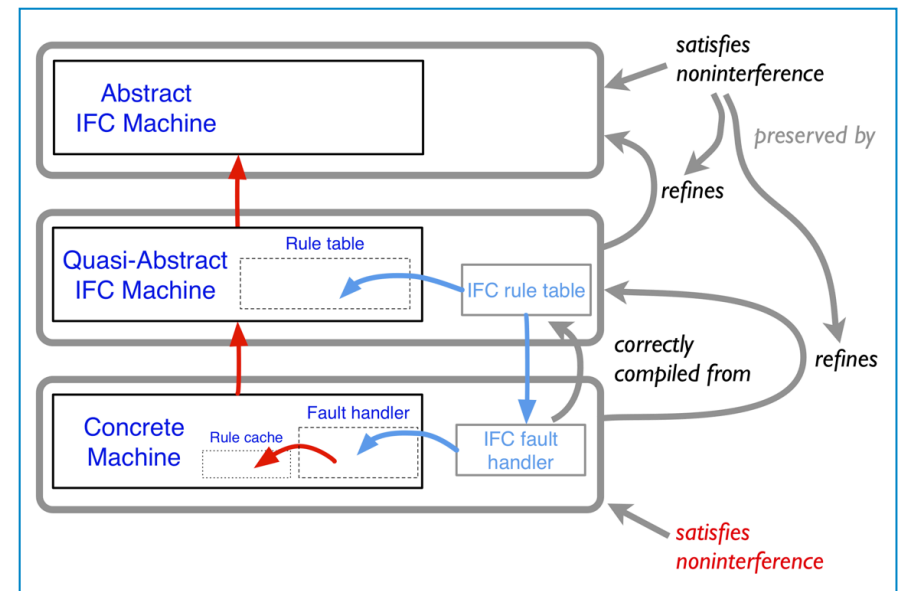 satisfies
noninterference
Abstract
IFC Machine
preserved by
refines
Quasi-Abstract
IFC Machine
Rule table
IFC rule table
correctly
compiled from
refines
Concrete
Machine
Rule cache
Fault handler
IFC fault
handler
satisfies
noninterference